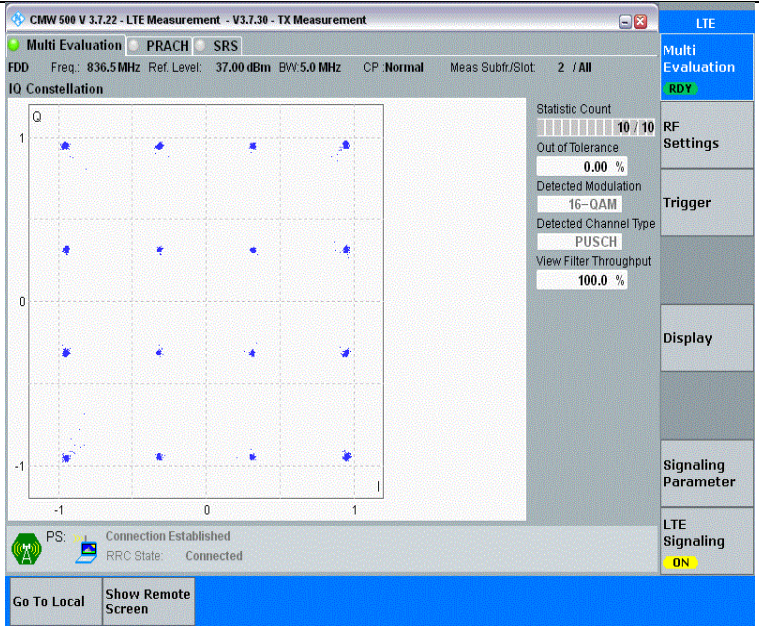 CMW 500 V 3.7.22 - LTE Measurement - V3.7.30 - TX Measurement
LTE
Multi Evaluation PRACH SRS
Multi
Evaluation
RDY
FDD Freq.: 836.5 MHz Ref. Level: 37.00 dBm BW: 5.0 MHz CP :Normal Meas Subfr./Slot: 2 / All
IQ Constellation
Q
1
0
-1
-1 0 1
I
Statistic Count
10 / 10
Out of Tolerance
0.00 %
Detected Modulation
16-QAM
Detected Channel Type
PUSCH
View Filter Throughput
100.0 %
RF
Settings
Trigger
Display
Signaling
Parameter
LTE
Signaling
ON
PS: Connection Established
RRC State: Connected
Go To Local
Show Remote
Screen